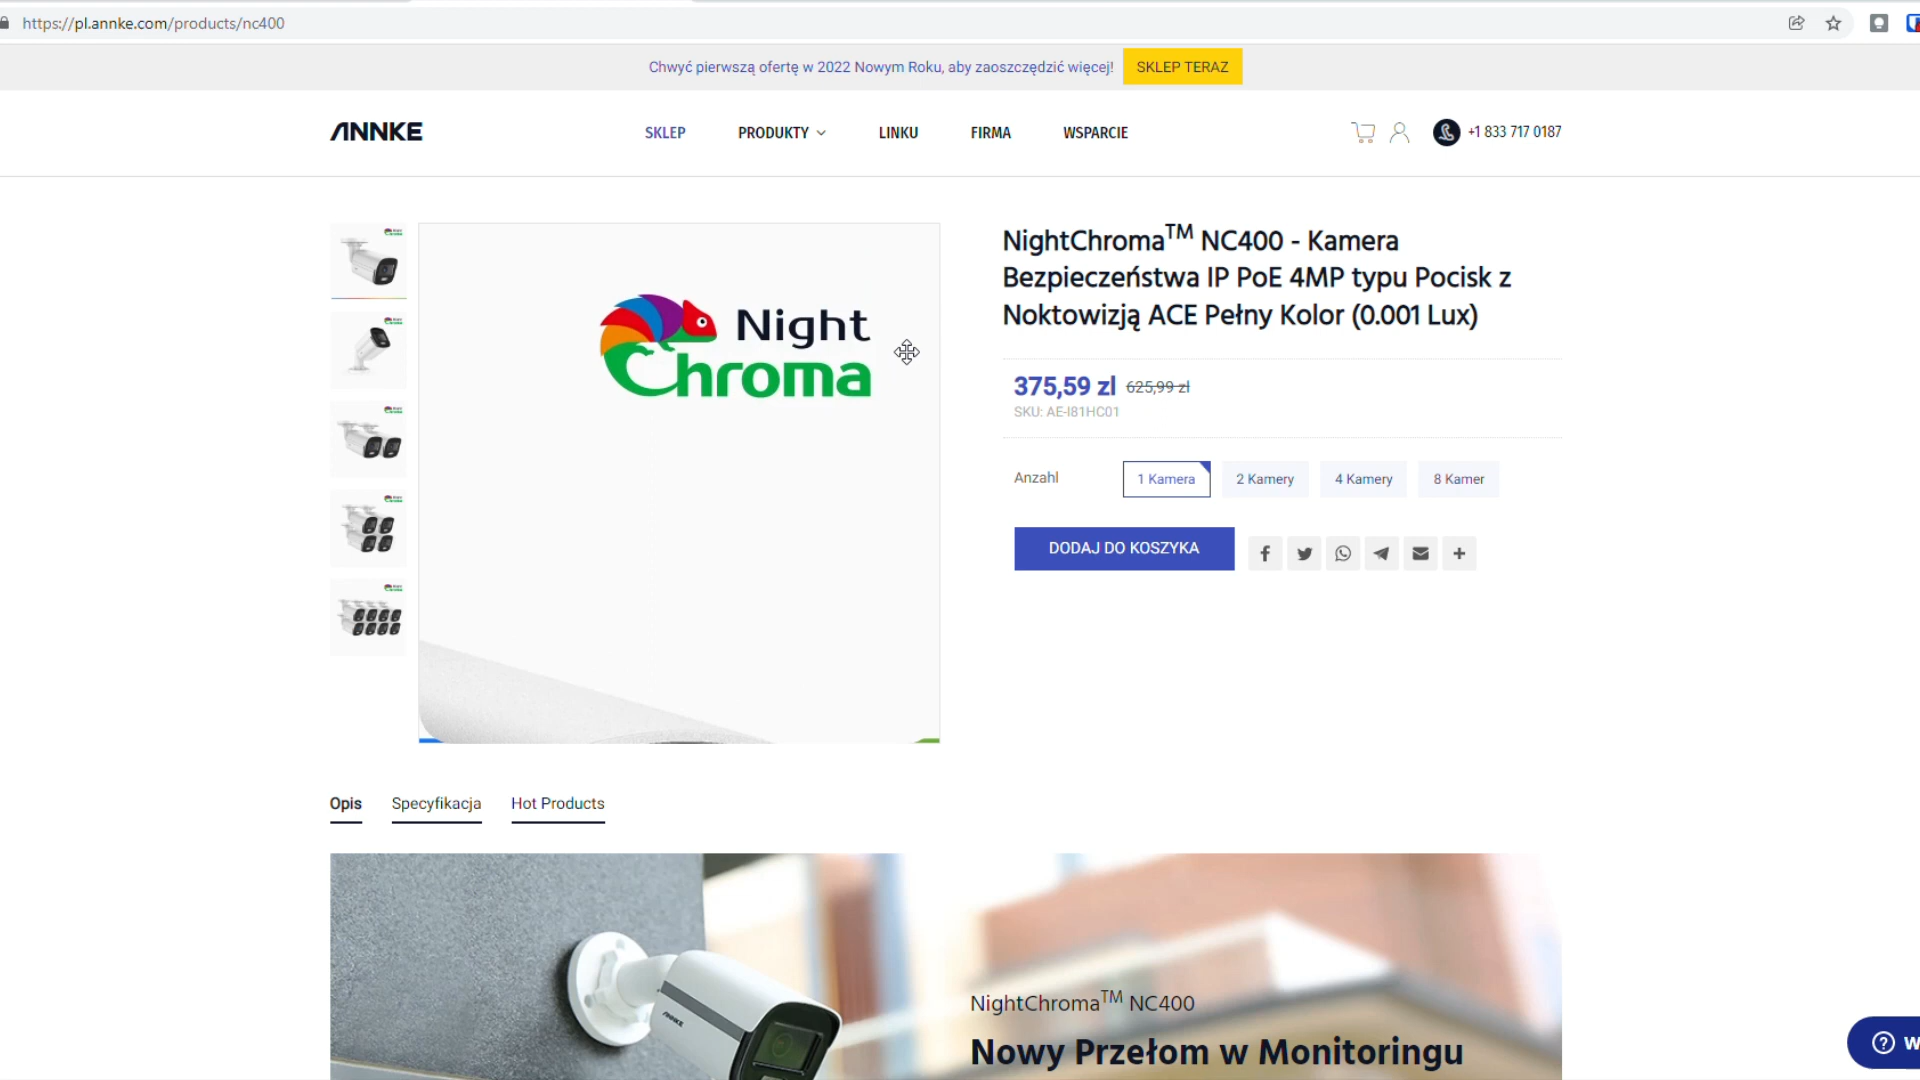 https://pl.annke.com/products/nc400
Chwyć pierwszą ofertę w 2022 Nowym Roku, aby zaoszczędzić więcej!
SKLEP TERAZ
ANNKE
SKLEP
PRODUKTY
LINKU
FIRMA
WSPARCIE
+1 833 717 0187
Night
Chroma
NightChroma™ NC400 - Kamera
Bezpieczeństwa IP PoE 4MP typu Pocisk z
Noktowizją ACE Pełny Kolor (0.001 Lux)
375,59 zl 625,99 zl
SKU: AE-I81HC01
Anzahl
1 Kamera
2 Kamery
4 Kamery
8 Kamer
DODAJ DO KOSZYKA
Opis
Specyfikacja
Hot Products
ANNKE
NightChroma™ NC400
Nowy Przełom w Monitoringu